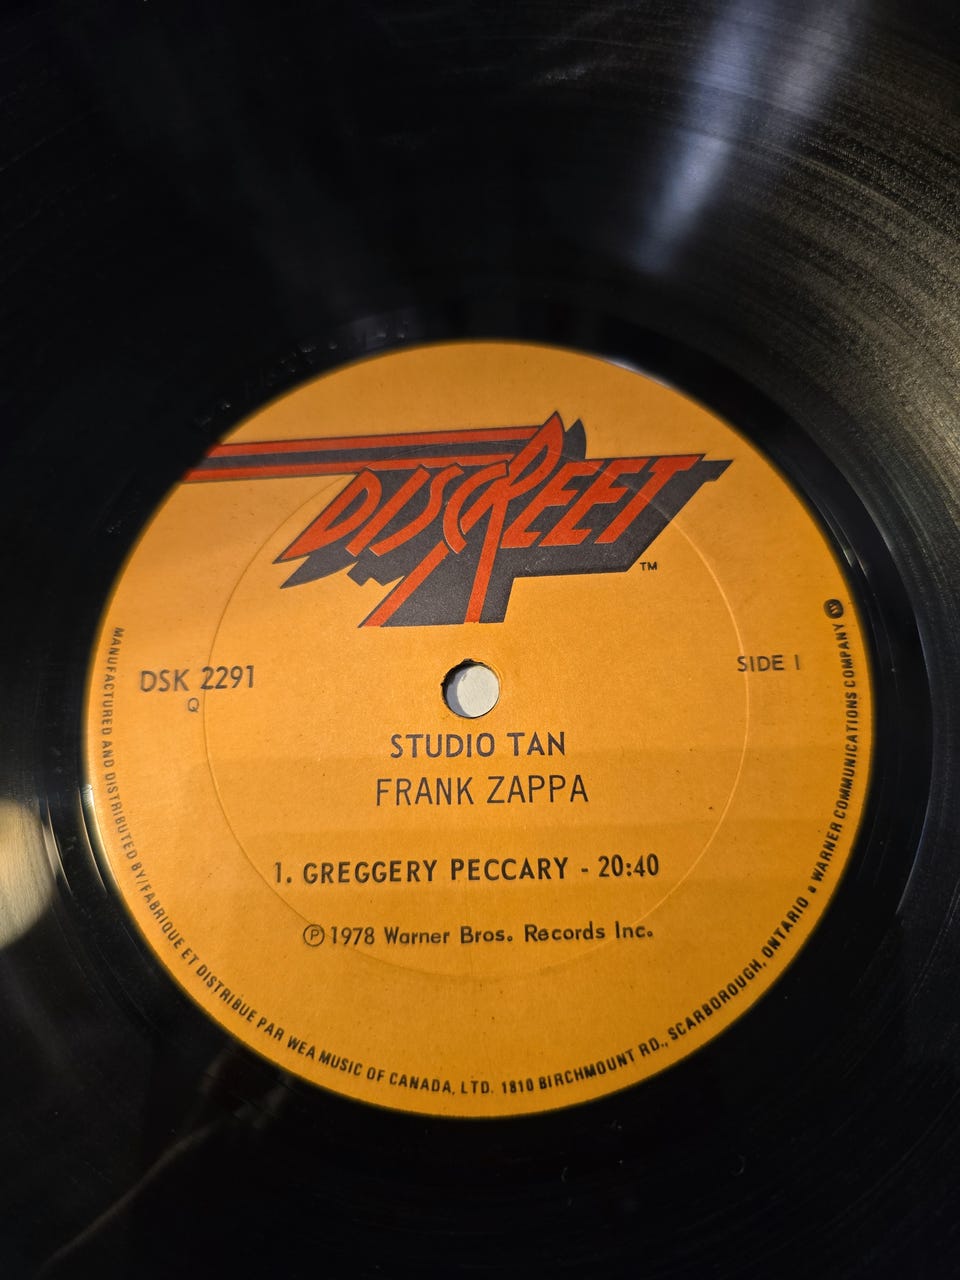 DISCREET
TM
DSK 2291
Q
SIDE 1
STUDIO TAN
FRANK ZAPPA
1. GREGGERY PECCARY - 20:40
Ⓟ 1978 Warner Bros. Records Inc.
MANUFACTURED AND DISTRIBUTED BY/FABRIQUE ET DISTRIBUE PAR WEA MUSIC OF CANADA, LTD. 1810 BIRCHMOUNT RD., SCARBOROUGH, ONTARIO • A WARNER COMMUNICATIONS COMPANY